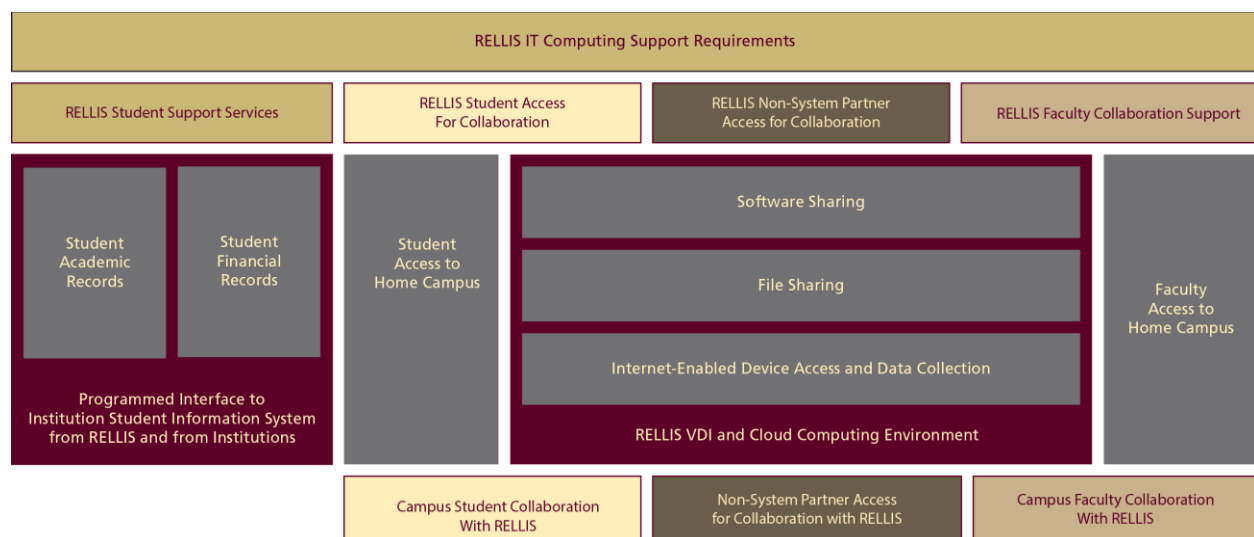 RELLIS IT Computing Support Requirements
RELLIS Student Support Services
RELLIS Student Access
For Collaboration
RELLIS Non-System Partner
Access for Collaboration
RELLIS Faculty Collaboration Support
Student
Academic
Records
Student
Financial
Records
Programmed Interface to
Institution Student Information System
from RELLIS and from Institutions
Student
Access to
Home Campus
Software Sharing
File Sharing
Internet-Enabled Device Access and Data Collection
RELLIS VDI and Cloud Computing Environment
Faculty
Access to
Home Campus
Campus Student Collaboration
With RELLIS
Non-System Partner Access
for Collaboration with RELLIS
Campus Faculty Collaboration
With RELLIS